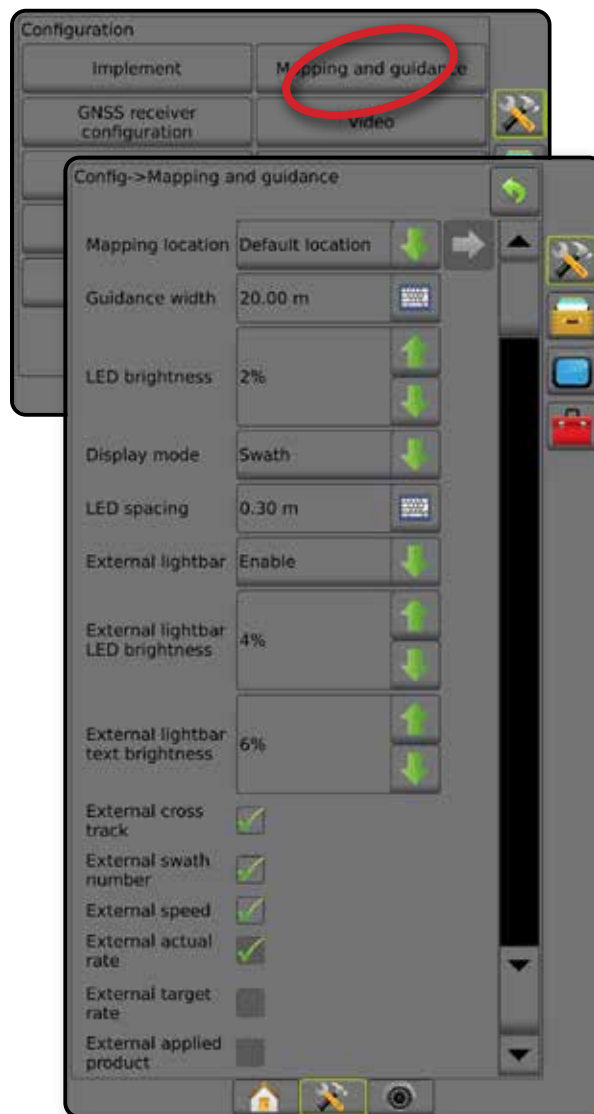 Configuration
Implement
Mapping and guidance
GNSS receiver
configuration
Video
Config->Mapping and guidance
Mapping location
Default location
Guidance width
20.00 m
LED brightness
2%
Display mode
Swath
LED spacing
0.30 m
External lightbar
Enable
External lightbar
LED brightness
4%
External lightbar
text brightness
6%
External cross
track
External swath
number
External speed
External actual
rate
External target
rate
External applied
product